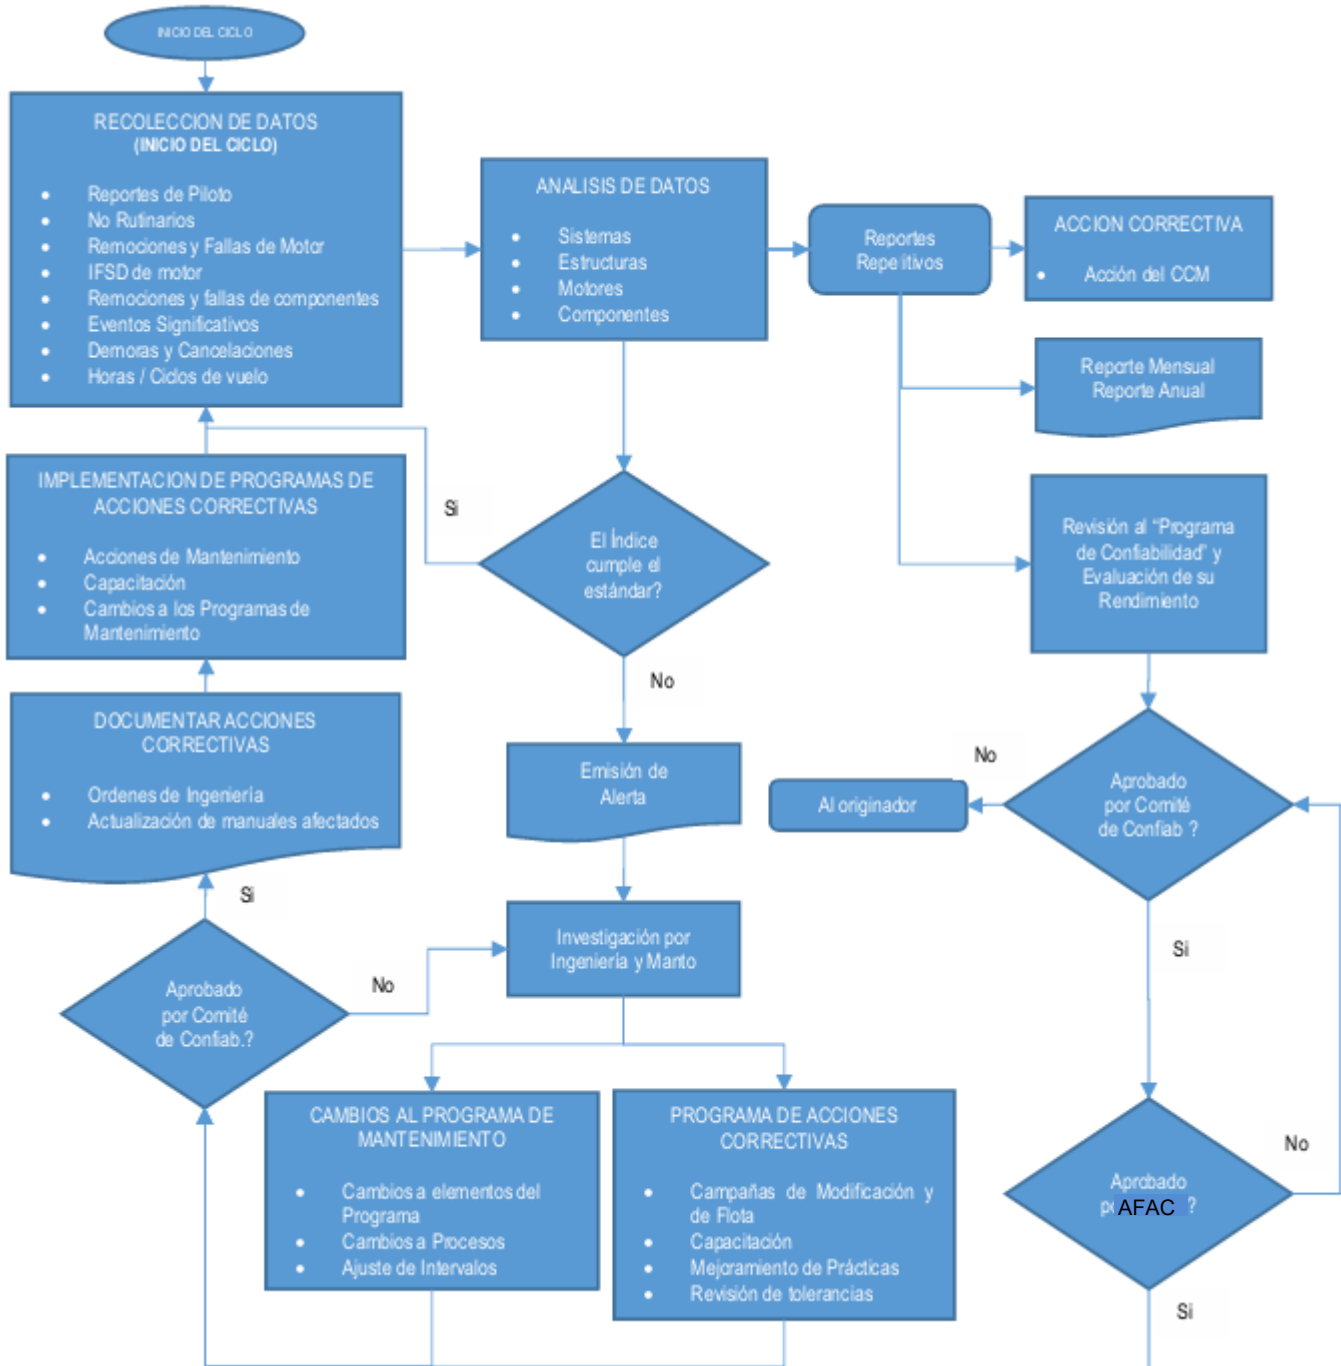 INICIO DEL CICLO
RECOLECCION DE DATOS
(INICIO DEL CICLO)
• Reportes de Piloto
• No Rutinarios
• Remociones y Fallas de Motor
• IFSD de motor
• Remociones y fallas de componentes
• Eventos Significativos
• Demoras y Cancelaciones
• Horas / Ciclos de vuelo
ANALISIS DE DATOS
• Sistemas
• Estructuras
• Motores
• Componentes
Reportes
Repetitivos
ACCION CORRECTIVA
• Acción del CCM
Reporte Mensual
Reporte Anual
IMPLEMENTACION DE PROGRAMAS DE
ACCIONES CORRECTIVAS
• Acciones de Mantenimiento
• Capacitación
• Cambios a los Programas de
Mantenimiento
Si
El Índice
cumple el
estándar?
Revisión al "Programa
de Confiabilidad" y
Evaluación de su
Rendimiento
No
DOCUMENTAR ACCIONES
CORRECTIVAS
• Ordenes de Ingeniería
• Actualización de manuales afectados
Emisión de
Alerta
No
Al originador
Aprobado
por Comité
de Confiab ?
Si
Si
Aprobado
por Comité
de Confiab.?
No
Investigación por
Ingeniería y Manto
CAMBIOS AL PROGRAMA DE
MANTENIMIENTO
• Cambios a elementos del
Programa
• Cambios a Procesos
• Ajuste de Intervalos
PROGRAMA DE ACCIONES
CORRECTIVAS
• Campañas de Modificación y
de Flota
• Capacitación
• Mejoramiento de Prácticas
• Revisión de tolerancias
No
Aprobado
AFAC ?
Si